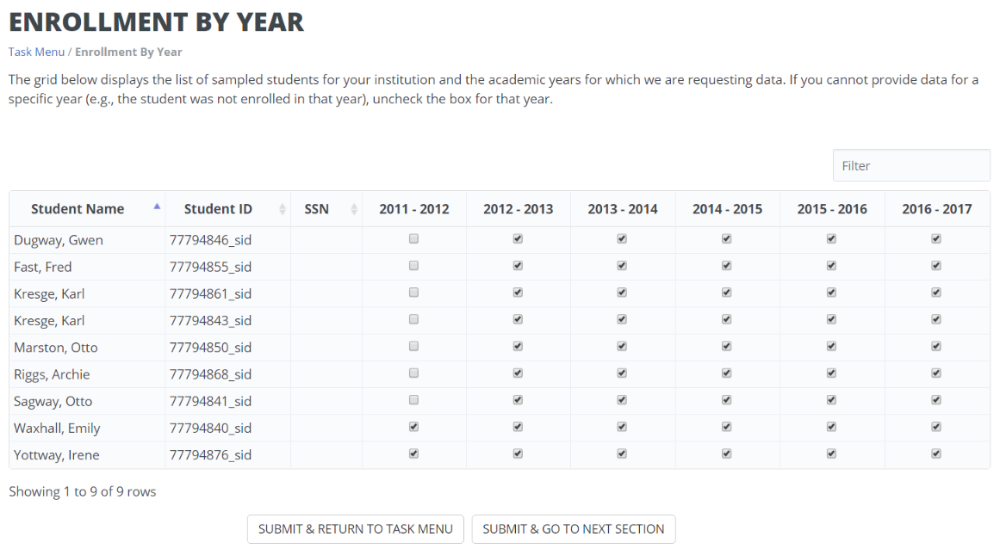 ENROLLMENT BY YEAR
Task Menu / Enrollment By Year
The grid below displays the list of sampled students for your institution and the academic years for which we are requesting data. If you cannot provide data for a
specific year (e.g., the student was not enrolled in that year), uncheck the box for that year.
Filter
Student Name Student ID SSN 2011 - 2012 2012 - 2013 2013 - 2014 2014 - 2015 2015 - 2016 2016 - 2017
Dugway, Gwen 77794846_sid
Fast, Fred 77794855_sid
Kresge, Karl 77794861_sid
Kresge, Karl 77794843_sid
Marston, Otto 77794850_sid
Riggs, Archie 77794868_sid
Sagway, Otto 77794841_sid
Waxhall, Emily 77794840_sid
Yottway, Irene 77794876_sid
Showing 1 to 9 of 9 rows
SUBMIT & RETURN TO TASK MENU SUBMIT & GO TO NEXT SECTION